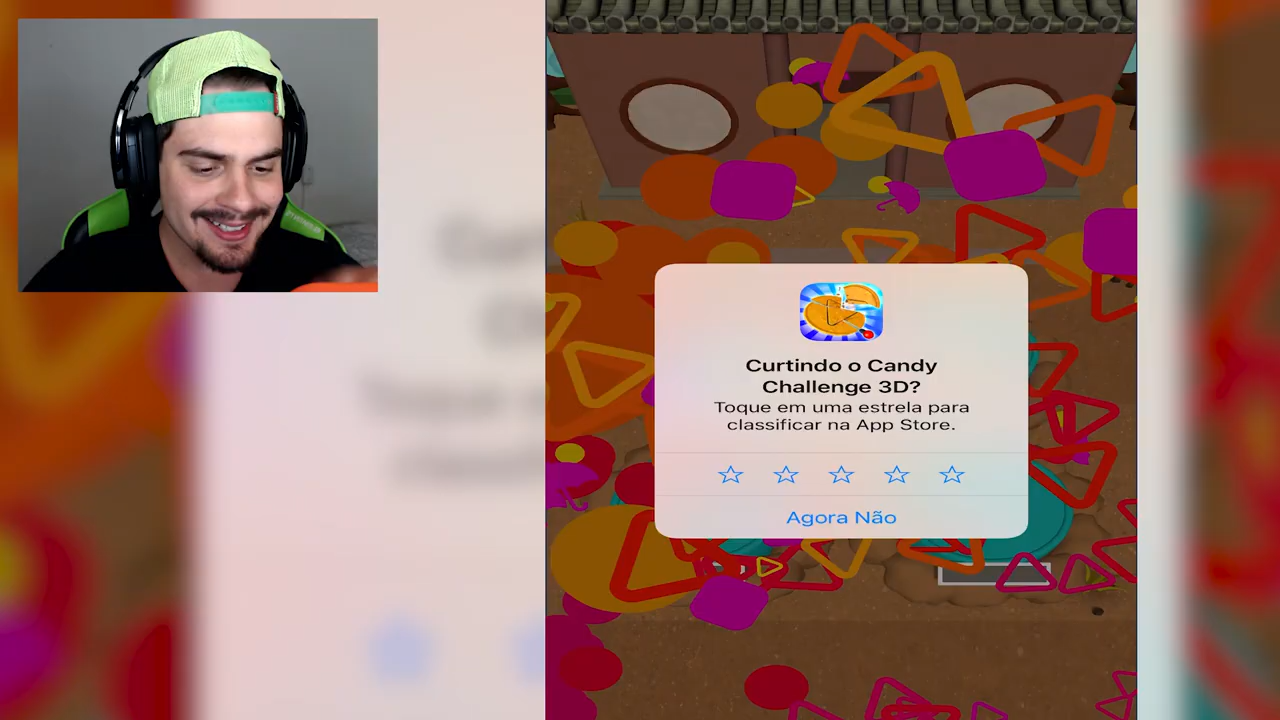 Curtindo o Candy
Challenge 3D?
Toque em uma estrela para
classificar na App Store.
Agora Não